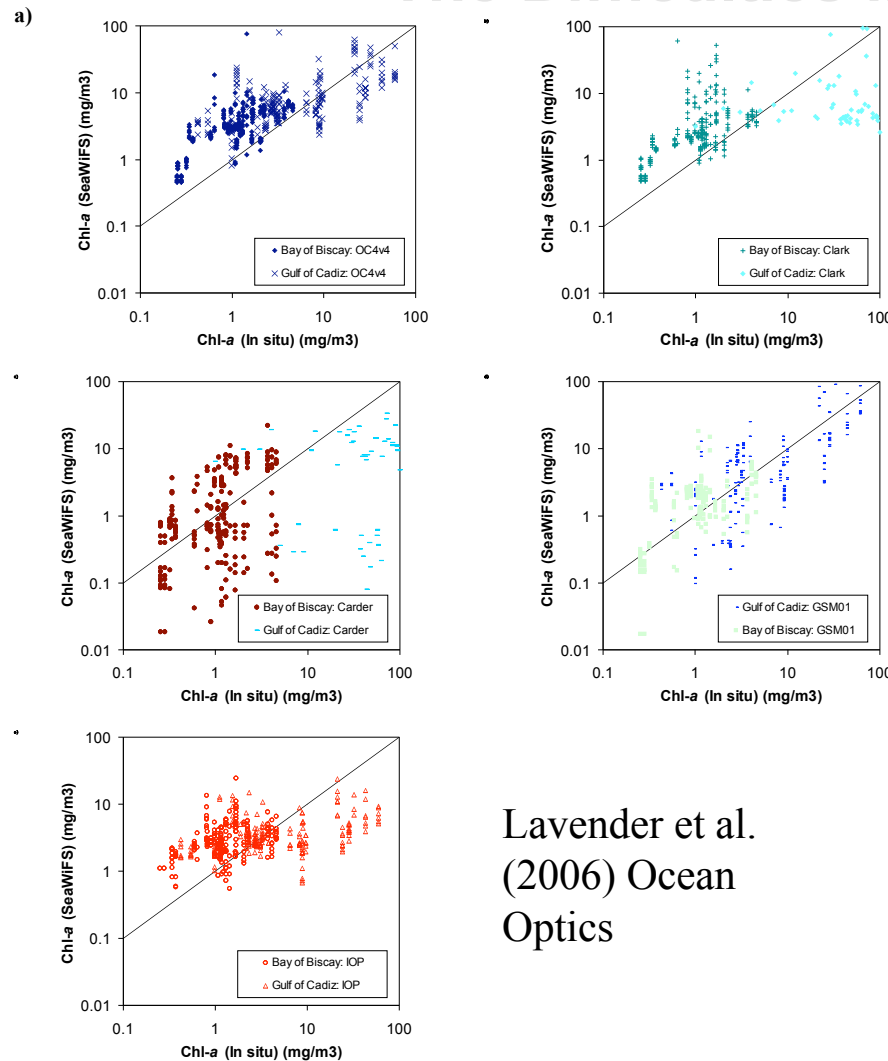 a)
100
10
1
0.1
0.01
Chl-a (SeaWiFS) (mg/m3)
Bay of Biscay: OC4v4
Gulf of Cadiz: OC4v4
0.1 1 10 100
Chl-a (In situ) (mg/m3)
100
10
1
0.1
0.01
Chl-a (SeaWiFS) (mg/m3)
Bay of Biscay: Clark
Gulf of Cadiz: Clark
0.1 1 10 100
Chl-a (In situ) (mg/m3)
100
10
1
0.1
0.01
Chl-a (SeaWiFS) (mg/m3)
Bay of Biscay: Carder
Gulf of Cadiz: Carder
0.1 1 10 100
Chl-a (In situ) (mg/m3)
100
10
1
0.1
0.01
Chl-a (SeaWiFS) (mg/m3)
Gulf of Cadiz: GSM01
Bay of Biscay: GSM01
0.1 1 10 100
Chl-a (In situ) (mg/m3)
100
10
1
0.1
0.01
Chl-a (SeaWiFS) (mg/m3)
Bay of Biscay: IOP
Gulf of Cadiz: IOP
0.1 1 10 100
Chl-a (In situ) (mg/m3)
Lavender et al.
(2006) Ocean
Optics